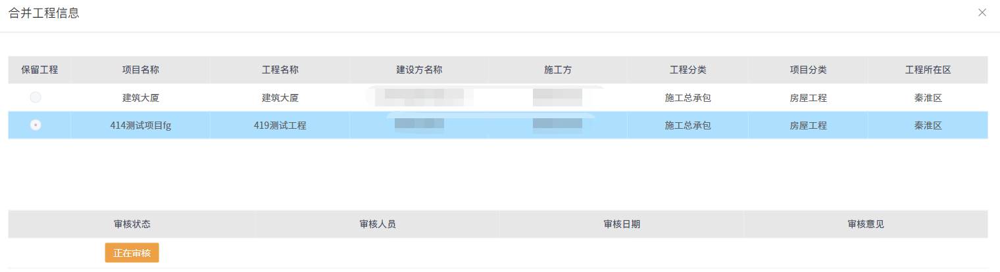 合并工程信息
保留工程 项目名称 工程名称 建设方名称 施工方 工程分类 项目分类 工程所在区
建筑大厦 建筑大厦 施工总承包 房屋工程 秦淮区
414测试项目fg 419测试工程 施工总承包 房屋工程 秦淮区
审核状态 审核人员 审核日期 审核意见
正在审核